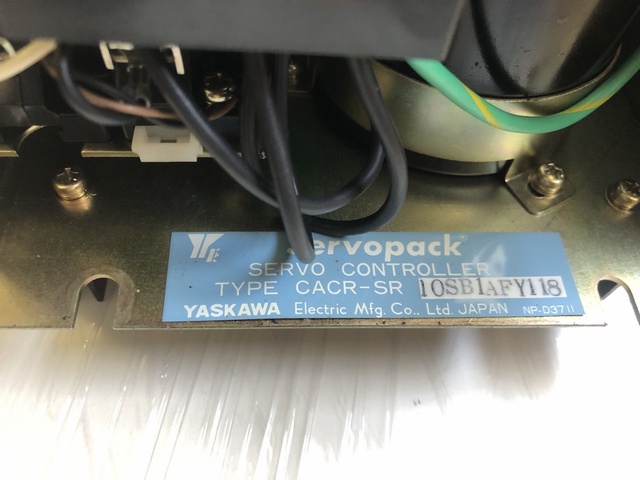 Servopack
SERVO CONTROLLER
TYPE CACR-SR 10SB1AFY118
YASKAWA Electric Mfg. Co., Ltd. JAPAN NP-D3711